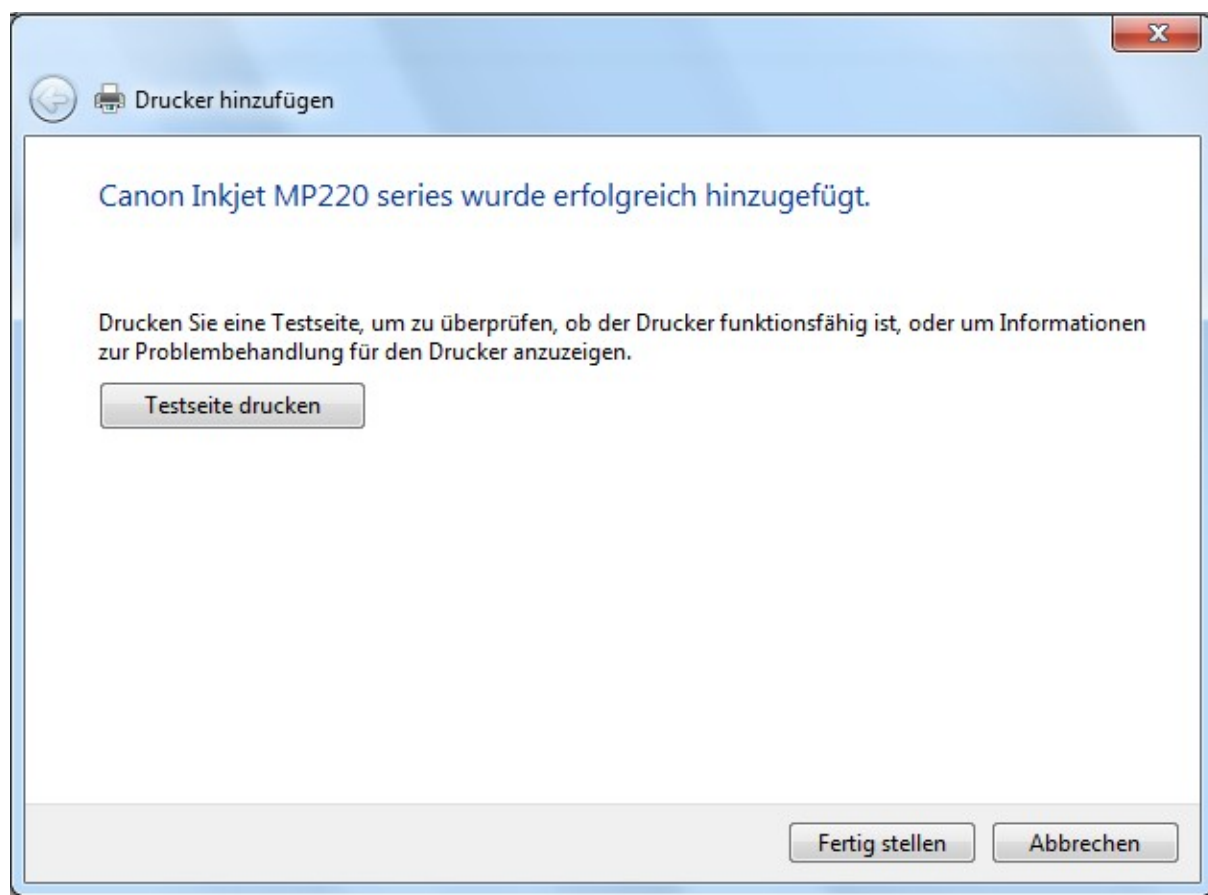 Drucker hinzufügen
Canon Inkjet MP220 series wurde erfolgreich hinzugefügt.
Drucken Sie eine Testseite, um zu überprüfen, ob der Drucker funktionsfähig ist, oder um Informationen
zur Problembehandlung für den Drucker anzuzeigen.
Testseite drucken
Fertig stellen
Abbrechen